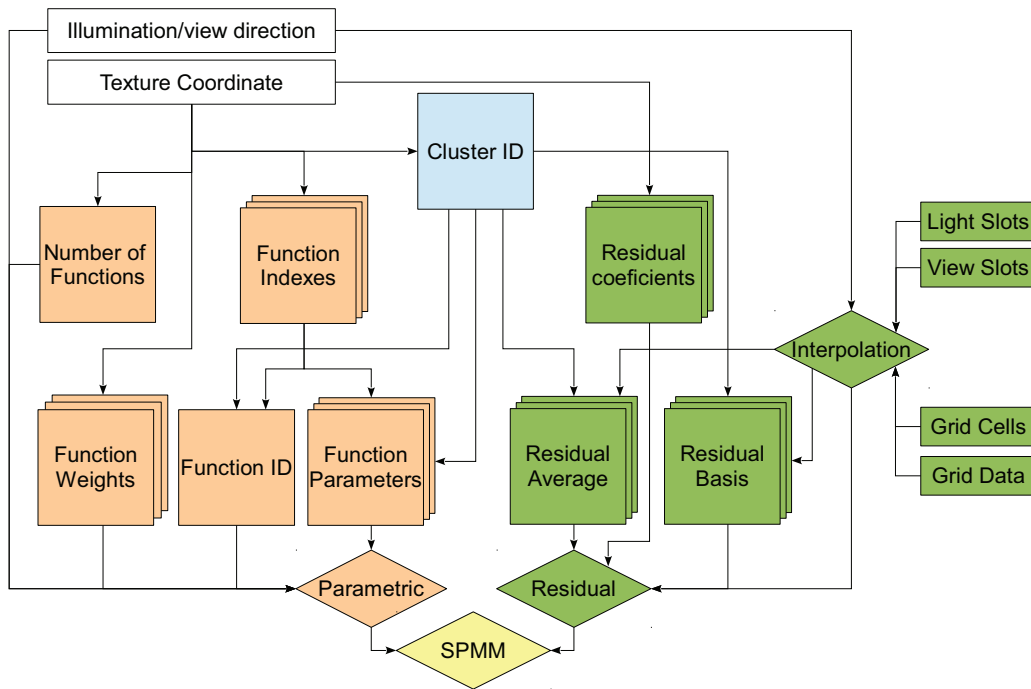 Illumination/view direction
Texture Coordinate
Cluster ID
Number of
Functions
Function
Indexes
Residual
coeficients
Light Slots
View Slots
Interpolation
Function
Weights
Function ID
Function
Parameters
Residual
Average
Residual
Basis
Grid Cells
Grid Data
Parametric
Residual
SPMM